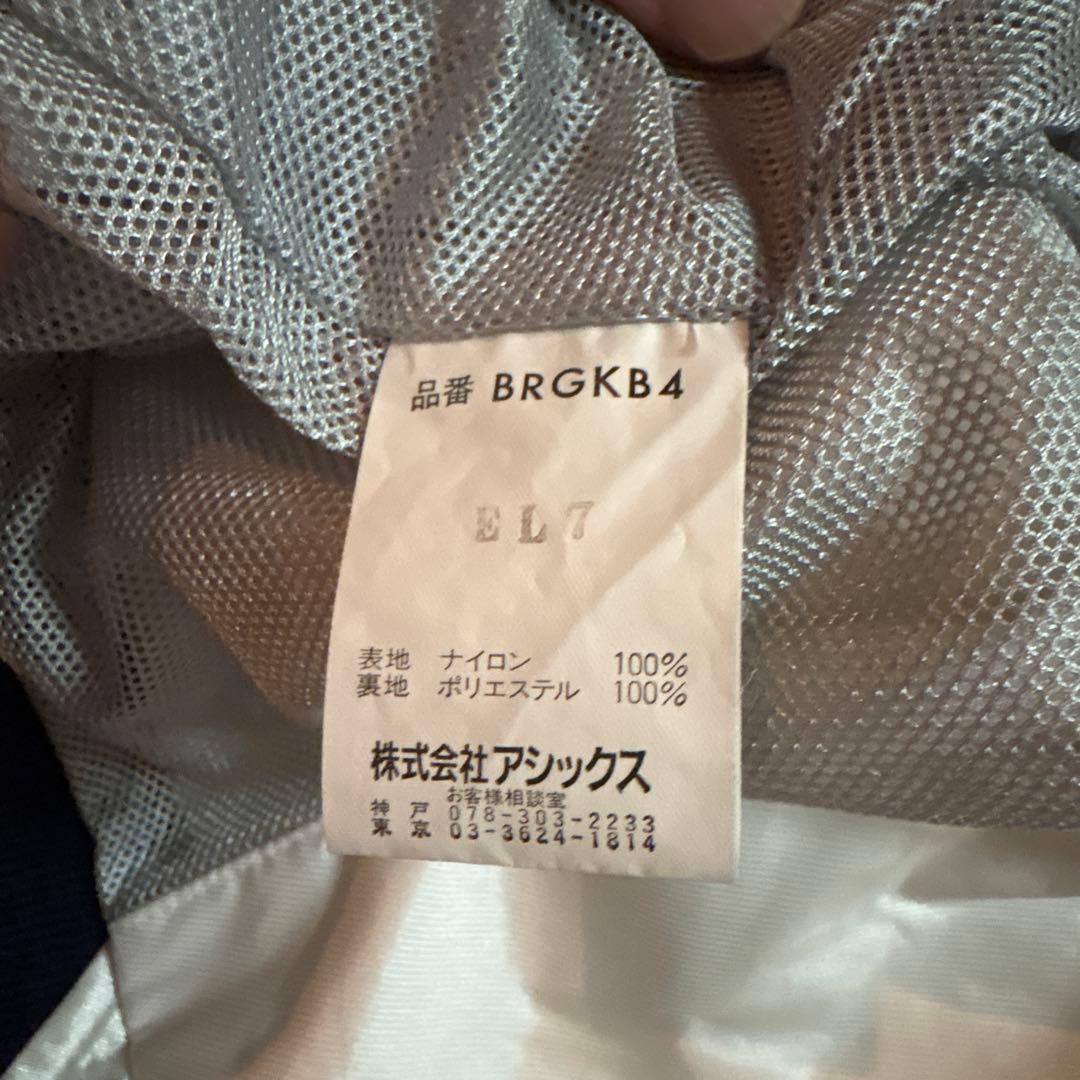 品番 BRGKB4
EL7
表地 ナイロン 100%
裏地 ポリエステル 100%
株式会社アシックス
お客様相談室
神戸 078-303-2233
東京 03-3624-1814